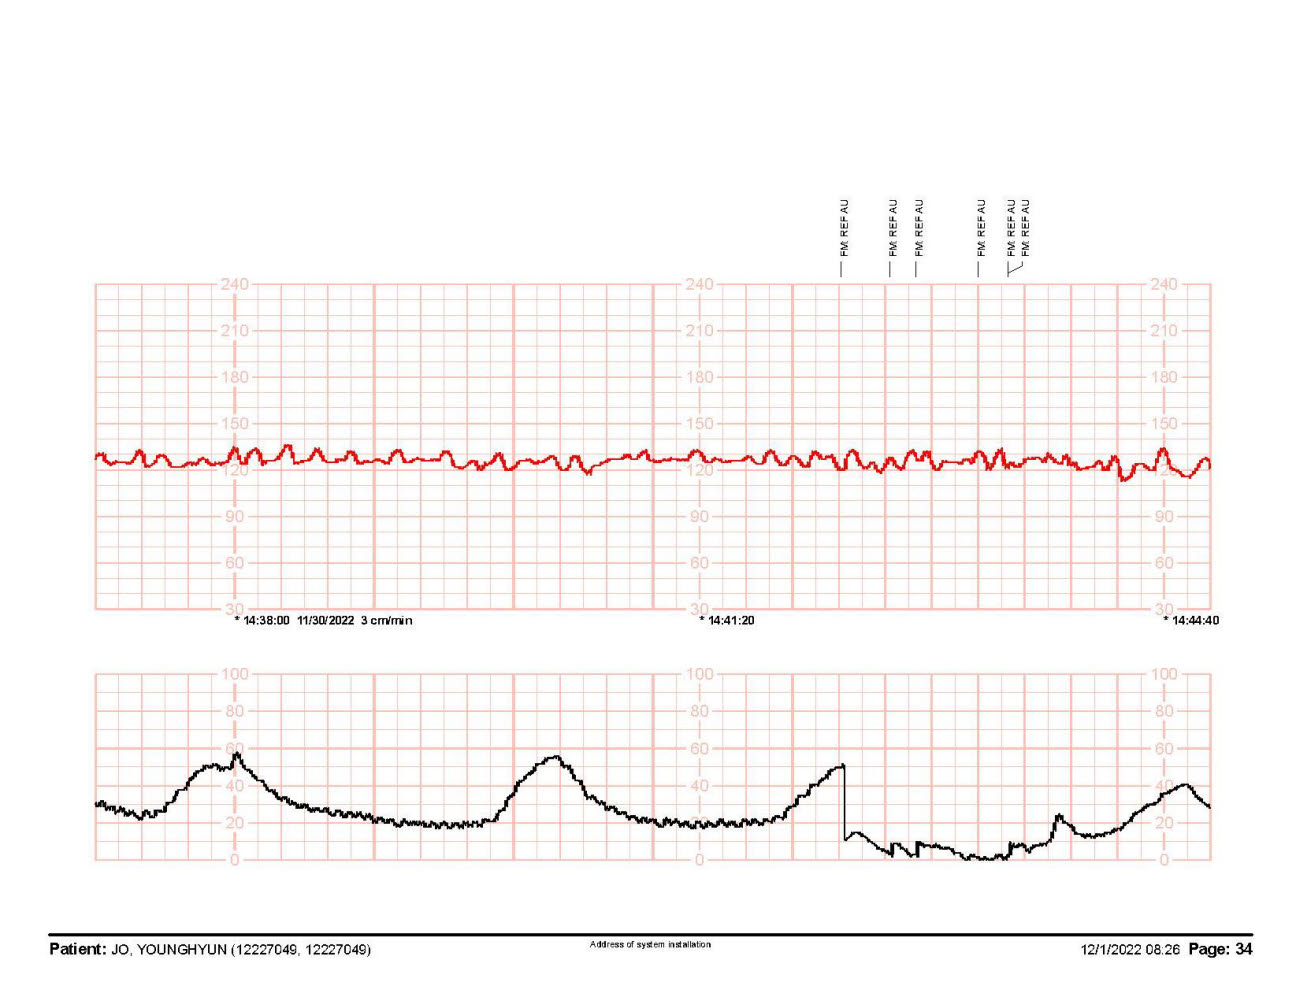 FM: REF AU FM: REF AU FM: REF AU FM: REF AU FM: REF AU FM: REF AU
240 240 240
210 210 210
180 180 180
150 150 150
120 120 120
90 90 90
60 60 60
30 30 30
* 14:38:00 11/30/2022 3 cm/min * 14:41:20 * 14:44:40
100 100 100
80 80 80
60 60 60
40 40 40
20 20 20
0 0 0
Patient: JO, YOUNGHYUN (12227049, 12227049) Address of system installation 12/1/2022 08:26 Page: 34